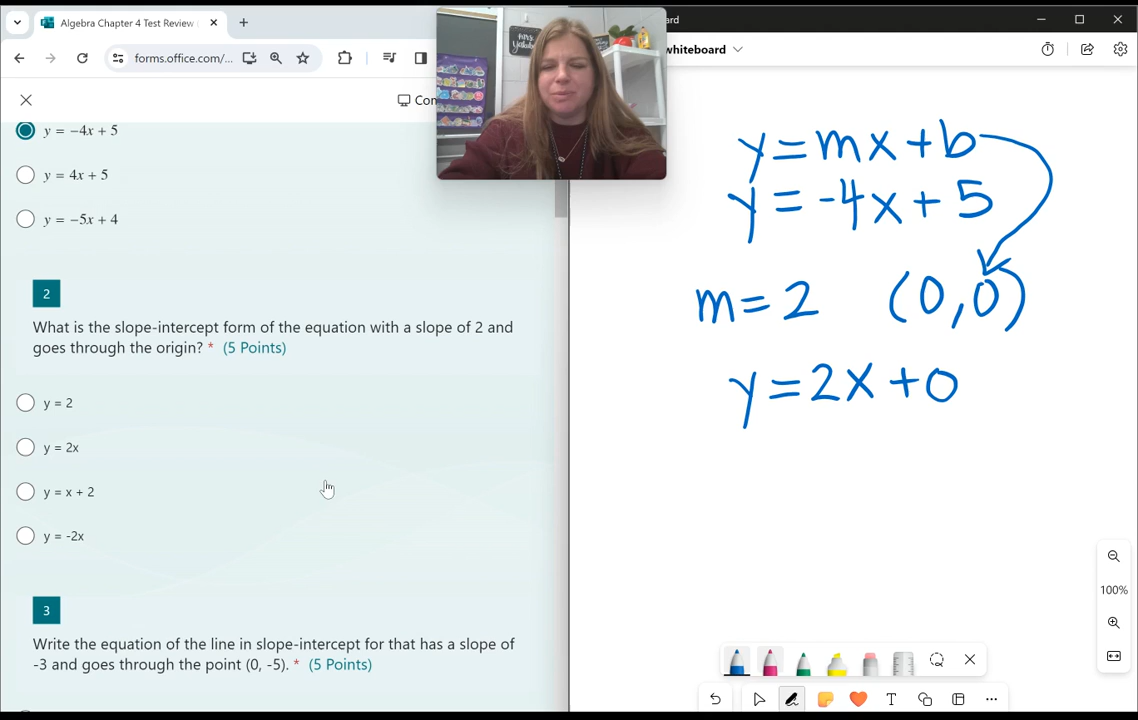 Algebra Chapter 4 Test Review
forms.office.com/...
Con
y = −4x + 5
y = 4x + 5
y = −5x + 4
2
What is the slope-intercept form of the equation with a slope of 2 and
goes through the origin? * (5 Points)
y = 2
y = 2x
y = x + 2
y = -2x
3
Write the equation of the line in slope-intercept for that has a slope of
-3 and goes through the point (0, -5). * (5 Points)
ard
whiteboard
y=mx+b
y=-4x+5
m=2 (0,0)
y=2x+0
100%
T
...